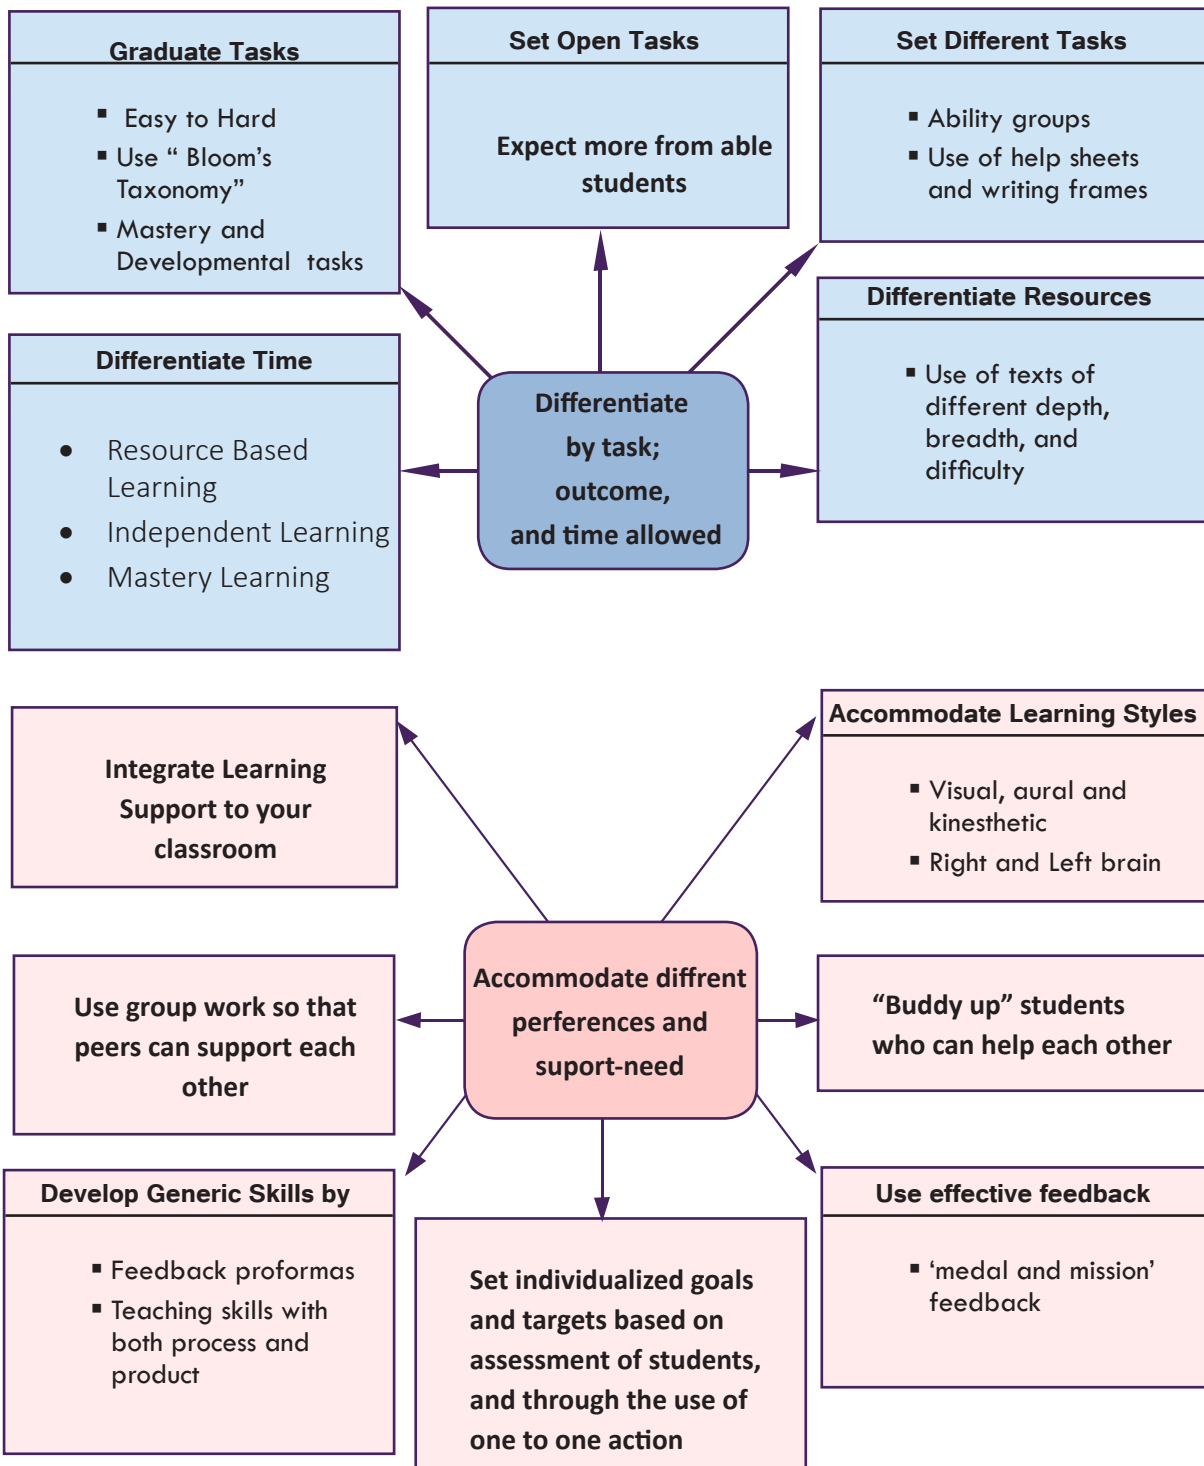 Graduate Tasks
▪ Easy to Hard
▪ Use “ Bloom’s
Taxonomy”
▪ Mastery and
Developmental tasks
Set Open Tasks
Expect more from able
students
Set Different Tasks
▪ Ability groups
▪ Use of help sheets
and writing frames
Differentiate Time
• Resource Based
Learning
• Independent Learning
• Mastery Learning
Differentiate
by task;
outcome,
and time allowed
Differentiate Resources
▪ Use of texts of
different depth,
breadth, and
difficulty
Integrate Learning
Support to your
classroom
Accommodate Learning Styles
▪ Visual, aural and
kinesthetic
▪ Right and Left brain
Use group work so that
peers can support each
other
Accommodate diffrent
perferences and
suport-need
“Buddy up” students
who can help each other
Develop Generic Skills by
▪ Feedback proformas
▪ Teaching skills with
both process and
product
Set individualized goals
and targets based on
assessment of students,
and through the use of
one to one action
Use effective feedback
▪ ‘medal and mission’
feedback